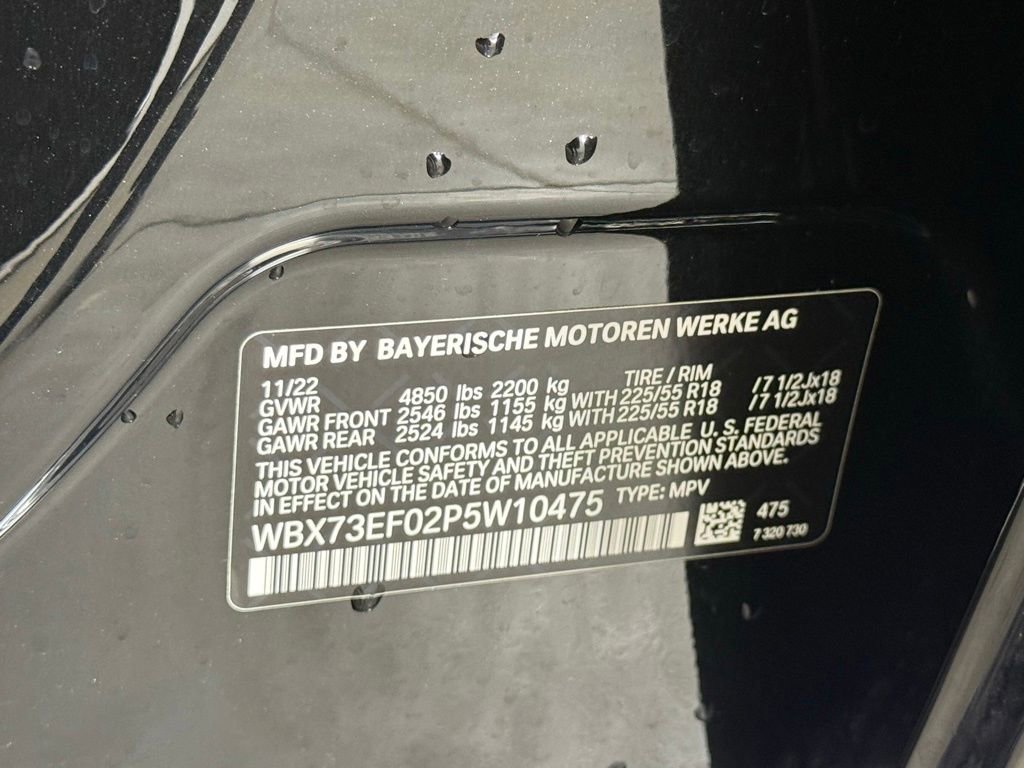 MFD BY BAYERISCHE MOTOREN WERKE AG
11/22 TIRE / RIM
GVWR 4850 lbs 2200 kg
GAWR FRONT 2546 lbs 1155 kg WITH 225/55 R18 /7 1/2Jx18
GAWR REAR 2524 lbs 1145 kg WITH 225/55 R18 /7 1/2Jx18
THIS VEHICLE CONFORMS TO ALL APPLICABLE U. S. FEDERAL
MOTOR VEHICLE SAFETY AND THEFT PREVENTION STANDARDS
IN EFFECT ON THE DATE OF MANUFACTURE SHOWN ABOVE.
WBX73EF02P5W10475 TYPE: MPV
475
7 320 730